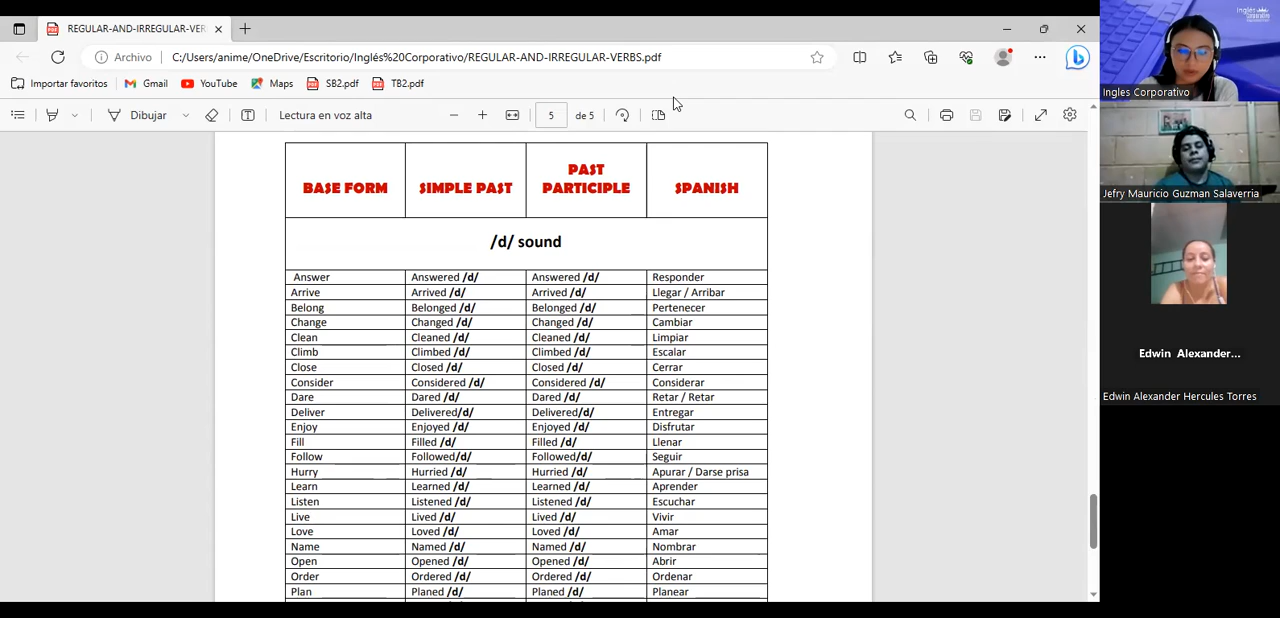 REGULAR-AND-IRREGULAR-VER
Archivo C:/Users/anime/OneDrive/Escritorio/Inglés%20Corporativo/REGULAR-AND-IRREGULAR-VERBS.pdf
Importar favoritos Gmail YouTube Maps SB2.pdf TB2.pdf
Dibujar Lectura en voz alta 5 de 5
BASE FORM SIMPLE PAST PAST PARTICIPLE SPANISH
/d/ sound
Answer Answered /d/ Answered /d/ Responder
Arrive Arrived /d/ Arrived /d/ Llegar / Arribar
Belong Belonged /d/ Belonged /d/ Pertenecer
Change Changed /d/ Changed /d/ Cambiar
Clean Cleaned /d/ Cleaned /d/ Limpiar
Climb Climbed /d/ Climbed /d/ Escalar
Close Closed /d/ Closed /d/ Cerrar
Consider Considered /d/ Considered /d/ Considerar
Dare Dared /d/ Dared /d/ Retar / Retar
Deliver Delivered/d/ Delivered/d/ Entregar
Enjoy Enjoyed /d/ Enjoyed /d/ Disfrutar
Fill Filled /d/ Filled /d/ Llenar
Follow Followed/d/ Followed/d/ Seguir
Hurry Hurried /d/ Hurried /d/ Apurar / Darse prisa
Learn Learned /d/ Learned /d/ Aprender
Listen Listened /d/ Listened /d/ Escuchar
Live Lived /d/ Lived /d/ Vivir
Love Loved /d/ Loved /d/ Amar
Name Named /d/ Named /d/ Nombrar
Open Opened /d/ Opened /d/ Abrir
Order Ordered /d/ Ordered /d/ Ordenar
Plan Planed /d/ Planed /d/ Planear
Ingles Corporativo
Jefry Mauricio Guzman Salaverria
Edwin Alexander...
Edwin Alexander Hercules Torres